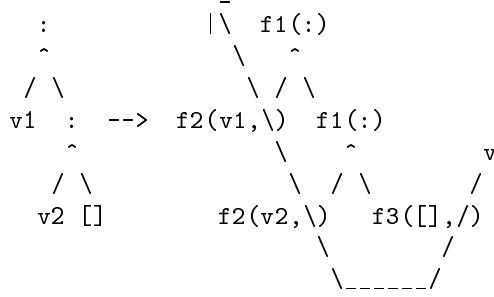 _
   :           |\  f1(:)
   ^             \    ^
  / \             \  / \
v1   :  --> f2(v1,\)  f1(:)
     ^              \    ^         v
    / \              \  / \       /
   v2 []       f2(v2,\)  f3([],/)
                      \        /
                       \______/